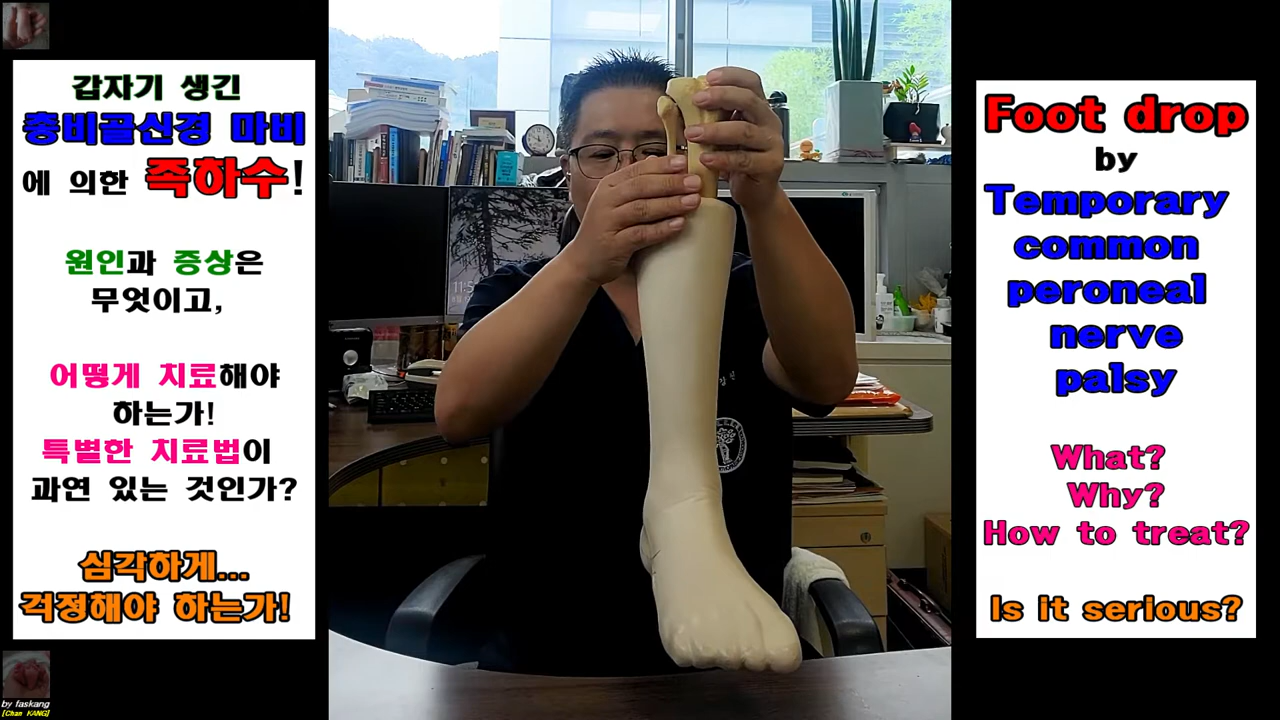 갑자기 생긴
총비골신경 마비
에 의한 족하수!
원인과 증상은
무엇이고,
어떻게 치료해야
하는가!
특별한 치료법이
과연 있는 것인가?
심각하게...
걱정해야 하는가!
by faskang
[Chan KANG]
Foot drop
by
Temporary
common
peroneal
nerve
palsy
What?
Why?
How to treat?
Is it serious?